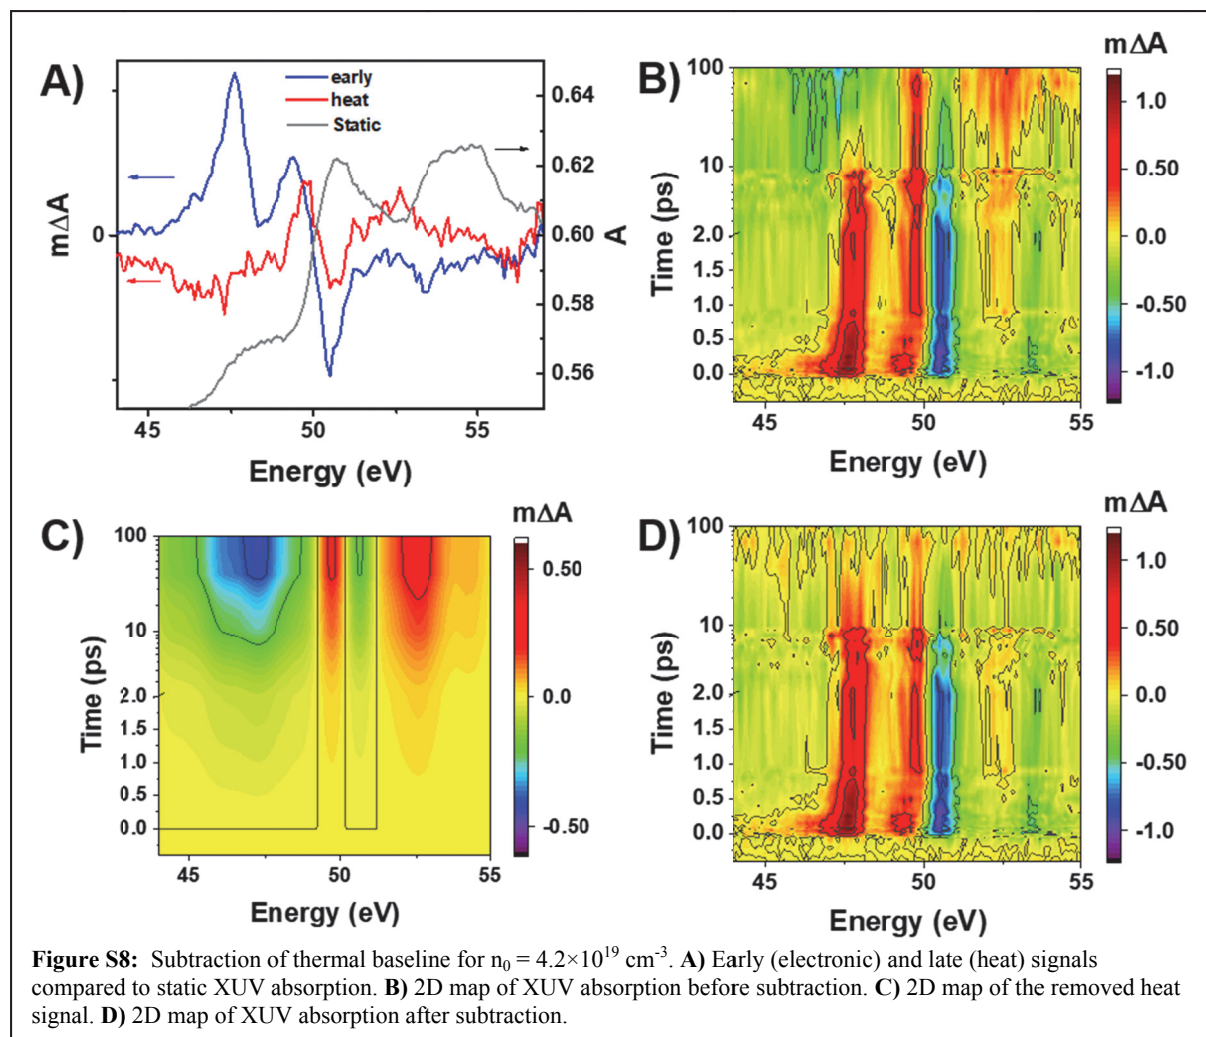 A)
early
heat
Static
mΔA
0
0.64
0.62
0.60
0.58
0.56
A
45
50
55
Energy (eV)
B)
mΔA
100
10
2.0
1.5
1.0
0.5
0.0
Time (ps)
1.0
0.50
0.0
-0.50
-1.0
45
50
55
Energy (eV)
C)
mΔA
100
10
2.0
1.5
1.0
0.5
0.0
Time (ps)
0.50
0.0
-0.50
45
50
55
Energy (eV)
D)
mΔA
100
10
2.0
1.5
1.0
0.5
0.0
Time (ps)
1.0
0.50
0.0
-0.50
-1.0
45
50
55
Energy (eV)
Figure S8: Subtraction of thermal baseline for n₀ = 4.2×10¹⁹ cm⁻³. A) Early (electronic) and late (heat) signals
compared to static XUV absorption. B) 2D map of XUV absorption before subtraction. C) 2D map of the removed heat
signal. D) 2D map of XUV absorption after subtraction.